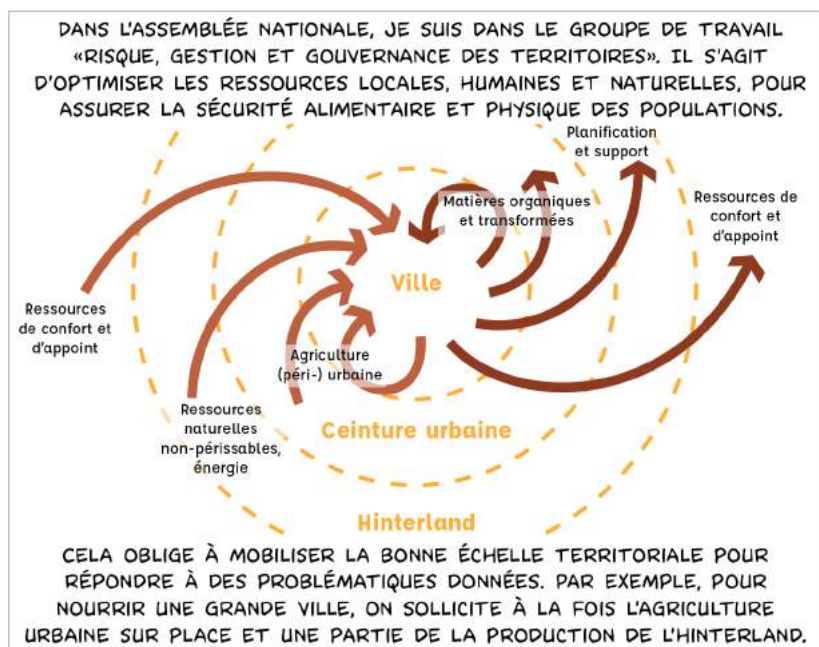 DANS L'ASSEMBLÉE NATIONALE, JE SUIS DANS LE GROUPE DE TRAVAIL
«RISQUE, GESTION ET GOUVERNANCE DES TERRITOIRES». IL S'AGIT
D'OPTIMISER LES RESSOURCES LOCALES, HUMAINES ET NATURELLES, POUR
ASSURER LA SÉCURITÉ ALIMENTAIRE ET PHYSIQUE DES POPULATIONS.
Planification
et support
Matières organiques
et transformées
Ressources de
confort et
d'appoint
Ville
Ressources
de confort et
d'appoint
Agriculture
(péri-) urbaine
Ressources
naturelles
non-périssables,
énergie
Ceinture urbaine
Hinterland
CELA OBLIGE À MOBILISER LA BONNE ÉCHELLE TERRITORIALE POUR
RÉPONDRE À DES PROBLÉMATIQUES DONNÉES. PAR EXEMPLE, POUR
NOURRIR UNE GRANDE VILLE, ON SOLLICITE À LA FOIS L'AGRICULTURE
URBAINE SUR PLACE ET UNE PARTIE DE LA PRODUCTION DE L'HINTERLAND.